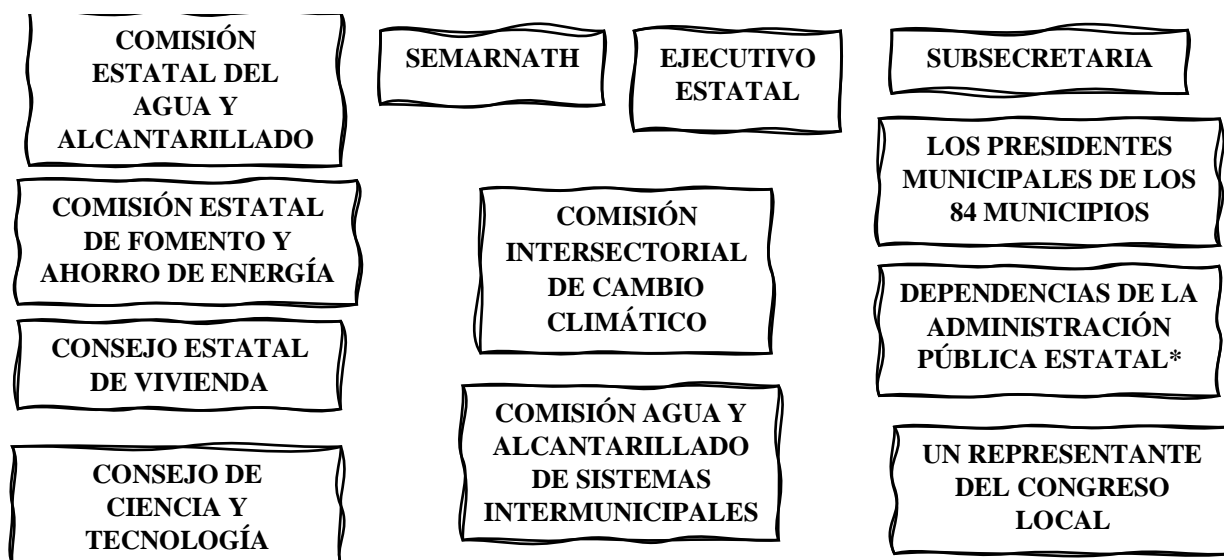 COMISIÓN
ESTATAL DEL
AGUA Y
ALCANTARILLADO
SEMARNATH
EJECUTIVO
ESTATAL
SUBSECRETARIA
LOS PRESIDENTES
MUNICIPALES DE LOS
84 MUNICIPIOS
COMISIÓN ESTATAL
DE FOMENTO Y
AHORRO DE ENERGÍA
COMISIÓN
INTERSECTORIAL
DE CAMBIO
CLIMÁTICO
DEPENDENCIAS DE LA
ADMINISTRACIÓN
PÚBLICA ESTATAL*
CONSEJO ESTATAL
DE VIVIENDA
COMISIÓN AGUA Y
ALCANTARILLADO
DE SISTEMAS
INTERMUNICIPALES
UN REPRESENTANTE
DEL CONGRESO
LOCAL
CONSEJO DE
CIENCIA Y
TECNOLOGÍA